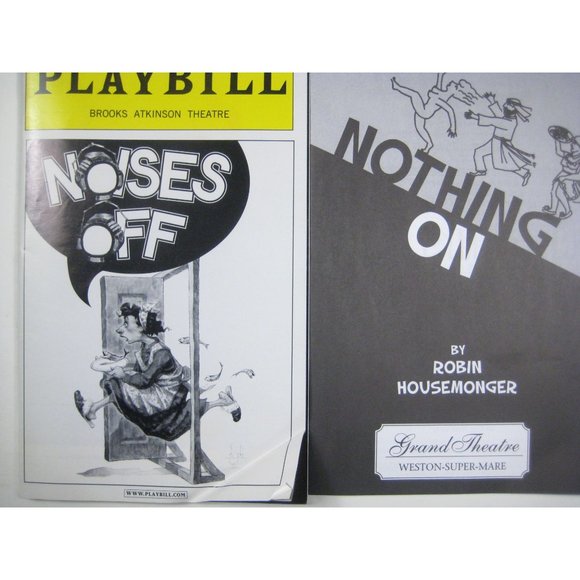 PLAYBILL
BROOKS ATKINSON THEATRE
NOISES
OFF
WWW.PLAYBILL.COM
NOTHING
ON
BY
ROBIN
HOUSEMONGER
Grand Theatre
WESTON-SUPER-MARE